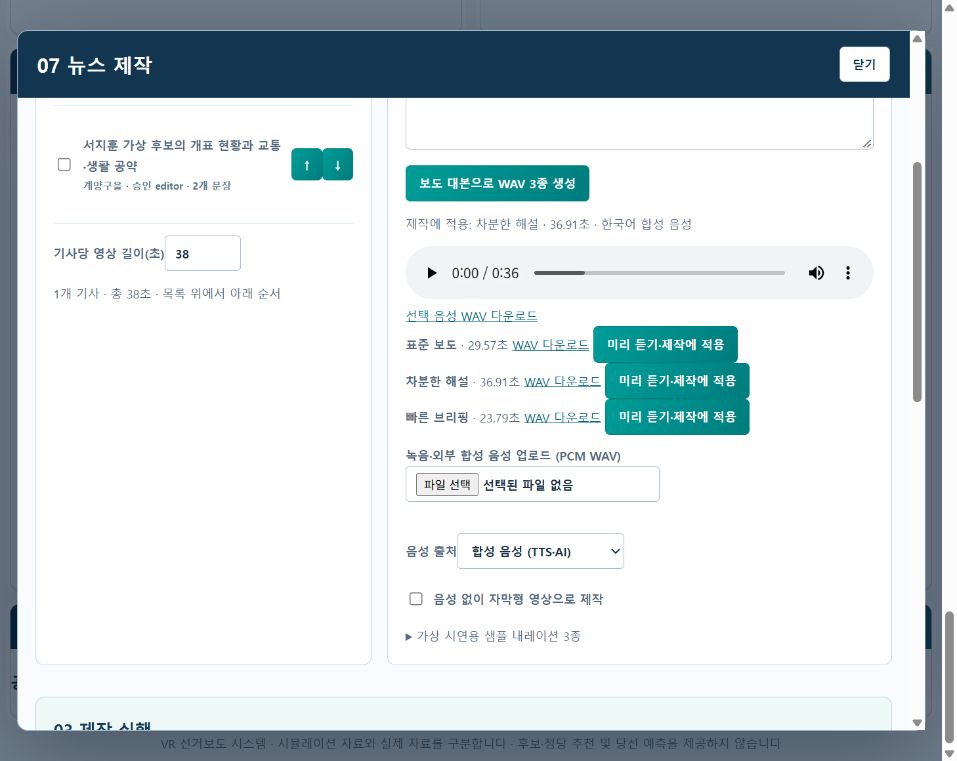 07 뉴스 제작
닫기
서지훈 가상 후보의 개표 현황과 교통
·생활 공약
계양구을 · 승인 editor · 2개 문장
↑
↓
기사당 영상 길이(초)
38
1개 기사 · 총 38초 · 목록 위에서 아래 순서
보도 대본으로 WAV 3종 생성
제작에 적용: 차분한 해설 · 36.91초 · 한국어 합성 음성
0:00 / 0:36
선택 음성 WAV 다운로드
표준 보도 · 29.57초 WAV 다운로드 미리 듣기·제작에 적용
차분한 해설 · 36.91초 WAV 다운로드 미리 듣기·제작에 적용
빠른 브리핑 · 23.79초 WAV 다운로드 미리 듣기·제작에 적용
녹음·외부 합성 음성 업로드 (PCM WAV)
파일 선택 선택된 파일 없음
음성 출처 합성 음성 (TTS·AI)
음성 없이 자막형 영상으로 제작
▶ 가상 시연용 샘플 내레이션 3종
03 제작 실행
VR 선거보도 시스템 · 시뮬레이션 자료와 실제 자료를 구분합니다 · 후보·정당 추천 및 당선 예측을 제공하지 않습니다